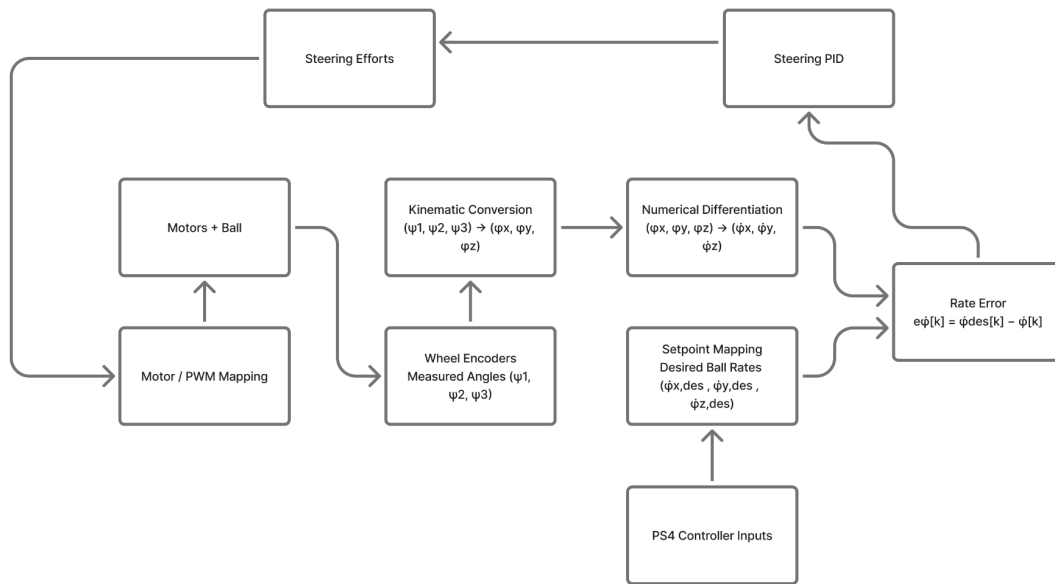 Steering Efforts
Steering PID
Motors + Ball
Kinematic Conversion
(ψ1, ψ2, ψ3) → (φx, φy,
φz)
Numerical Differentiation
(φx, φy, φz) → (φ̇x, φ̇y,
φ̇z)
Rate Error
eφ̇[k] = φ̇des[k] − φ̇[k]
Motor / PWM Mapping
Wheel Encoders
Measured Angles (ψ1,
ψ2, ψ3)
Setpoint Mapping
Desired Ball Rates
(φ̇x,des , φ̇y,des ,
φ̇z,des)
PS4 Controller Inputs